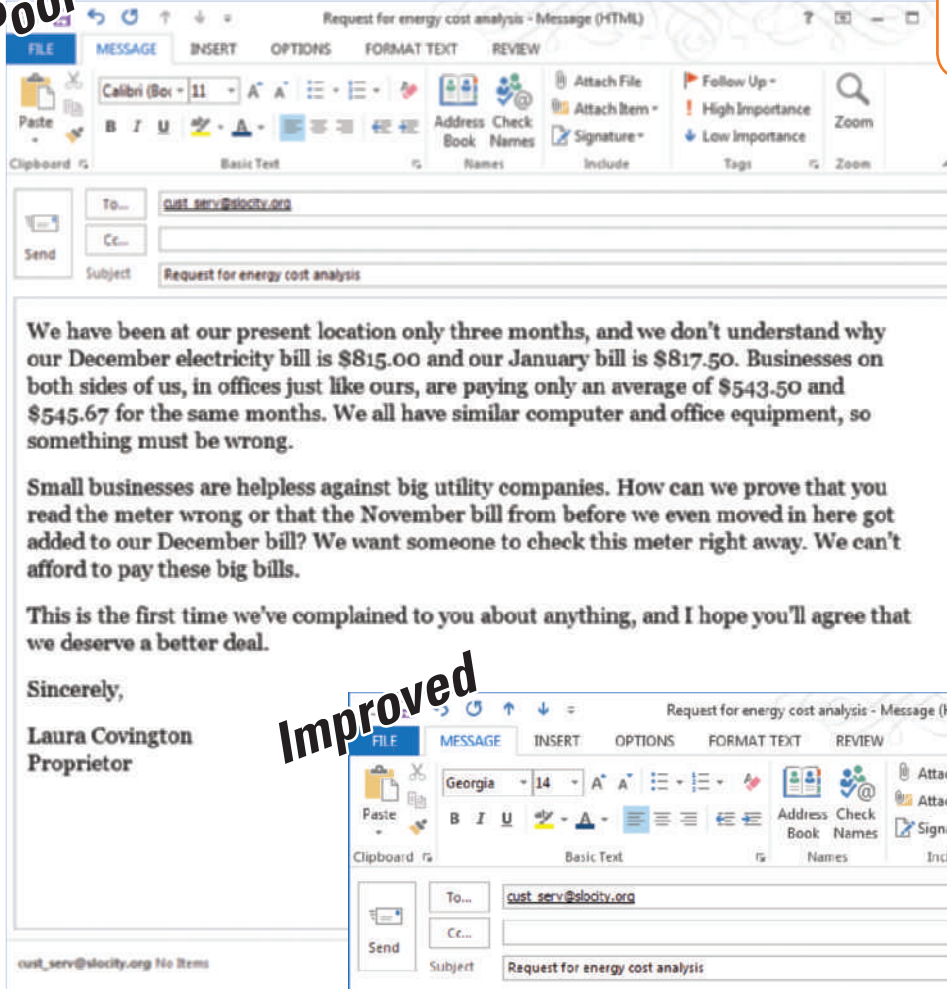 Poor
Request for energy cost analysis - Message (HTML)
FILE MESSAGE INSERT OPTIONS FORMAT TEXT REVIEW
Calibri (Boc 11
Attach File
Follow Up
Attach Item
High Importance
Paste
B I U
Address Check
Signature
Low Importance
Zoom
Book Names
Clipboard Basic Text Names Include Tags Zoom
To... cust_serv@slocity.org
Cc...
Send
Subject Request for energy cost analysis
We have been at our present location only three months, and we don't understand why
our December electricity bill is $815.00 and our January bill is $817.50. Businesses on
both sides of us, in offices just like ours, are paying only an average of $543.50 and
$545.67 for the same months. We all have similar computer and office equipment, so
something must be wrong.
Small businesses are helpless against big utility companies. How can we prove that you
read the meter wrong or that the November bill from before we even moved in here got
added to our December bill? We want someone to check this meter right away. We can't
afford to pay these big bills.
This is the first time we've complained to you about anything, and I hope you'll agree that
we deserve a better deal.
Sincerely,
Laura Covington
Proprietor
cust_serv@slocity.org No Items
Improved
Request for energy cost analysis - Message (H
FILE MESSAGE INSERT OPTIONS FORMAT TEXT REVIEW
Georgia 14
Attac
Attac
Paste
B I U
Address Check
Signa
Book Names
Clipboard Basic Text Names Incl
To... cust_serv@slocity.org
Cc...
Send
Subject Request for energy cost analysis